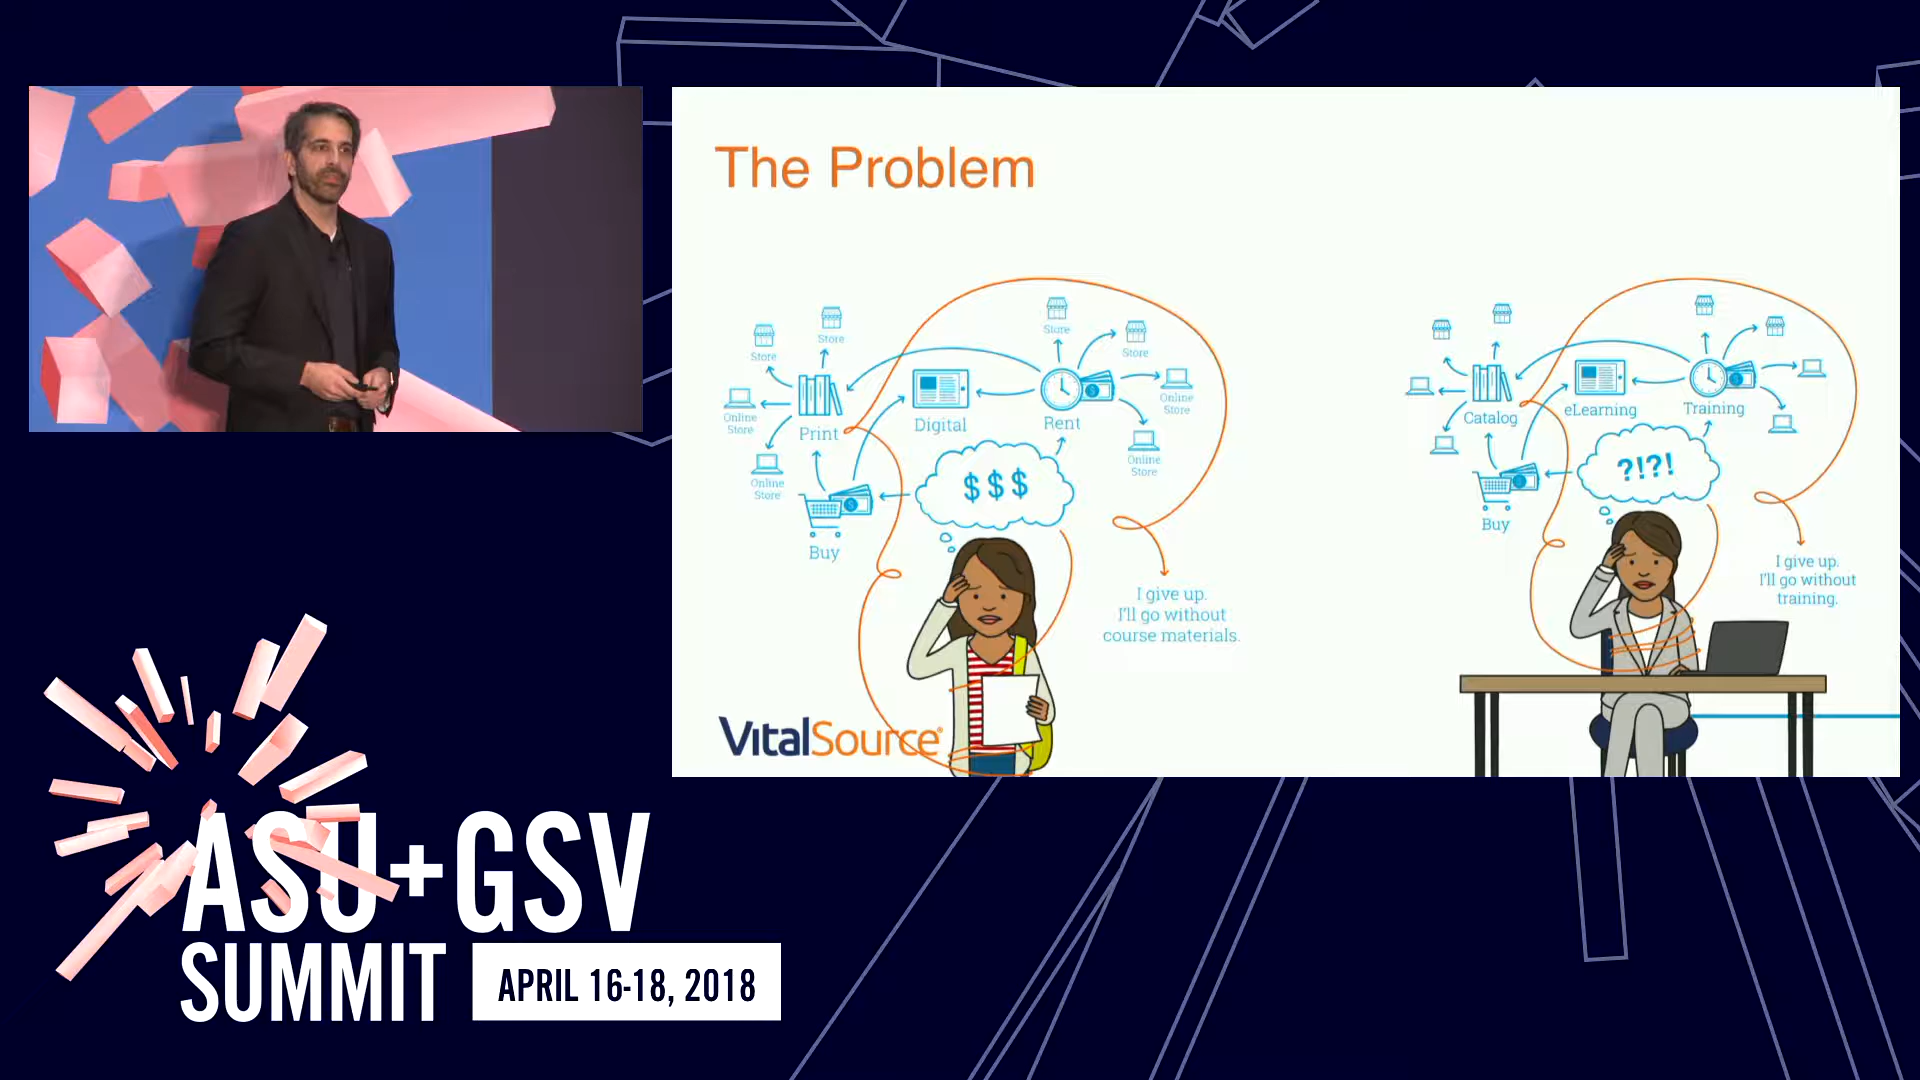 The Problem
Store
Store
Online
Store
Online
Store
Print
Digital
Rent
Store
Store
Online
Store
Online
Store
$$$
Buy
I give up.
I'll go without
course materials.
VitalSource®
Catalog
eLearning
Training
?!?!
Buy
I give up.
I'll go without
training.
ASU+GSV
SUMMIT
APRIL 16-18, 2018